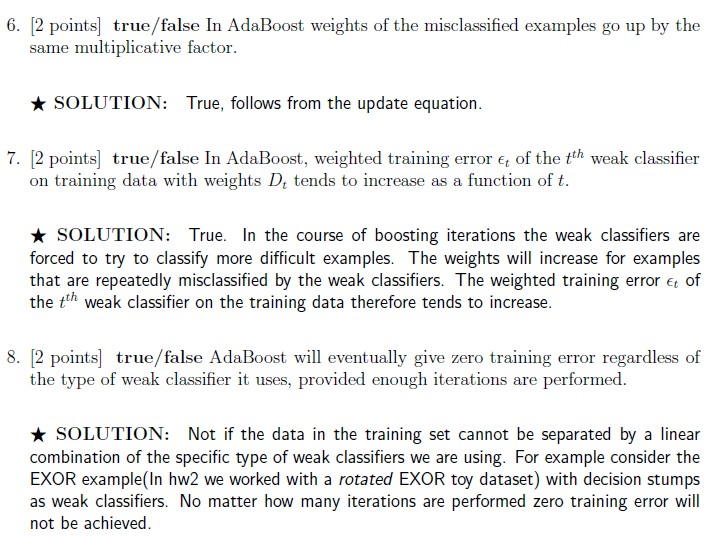 6. [2 points] true/false In AdaBoost weights of the misclassified examples go up by the
same multiplicative factor.
★ SOLUTION: True, follows from the update equation.
7. [2 points] true/false In AdaBoost, weighted training error ϵₜ of the tᵗʰ weak classifier
on training data with weights Dₜ tends to increase as a function of t.
★ SOLUTION: True. In the course of boosting iterations the weak classifiers are
forced to try to classify more difficult examples. The weights will increase for examples
that are repeatedly misclassified by the weak classifiers. The weighted training error ϵₜ of
the tᵗʰ weak classifier on the training data therefore tends to increase.
8. [2 points] true/false AdaBoost will eventually give zero training error regardless of
the type of weak classifier it uses, provided enough iterations are performed.
★ SOLUTION: Not if the data in the training set cannot be separated by a linear
combination of the specific type of weak classifiers we are using. For example consider the
EXOR example(In hw2 we worked with a rotated EXOR toy dataset) with decision stumps
as weak classifiers. No matter how many iterations are performed zero training error will
not be achieved.